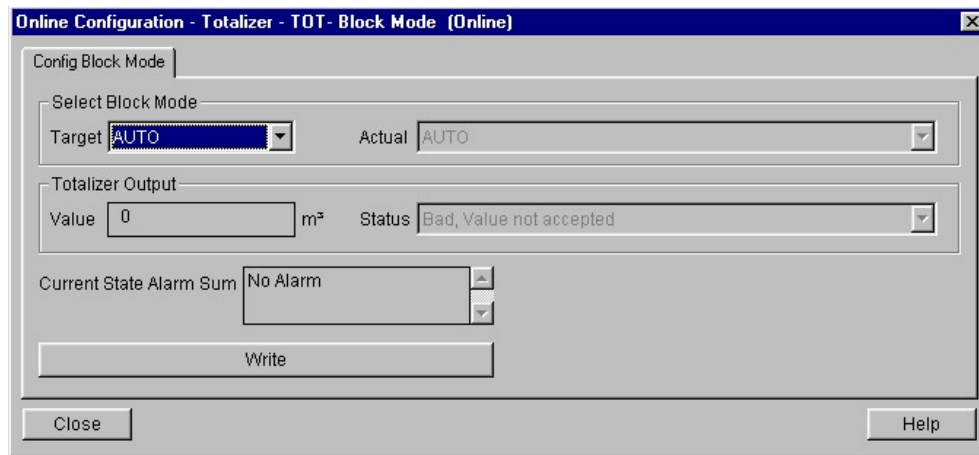 Online Configuration - Totalizer - TOT- Block Mode (Online)
Config Block Mode
Select Block Mode
Target AUTO Actual AUTO
Totalizer Output
Value 0 m³ Status Bad, Value not accepted
Current State Alarm Sum No Alarm
Write
Close Help